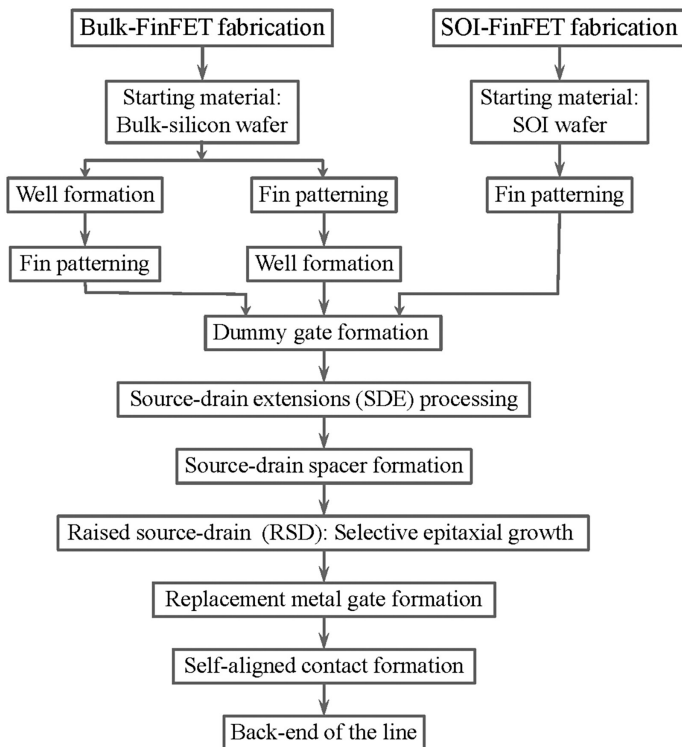 Bulk-FinFET fabrication
SOI-FinFET fabrication
Starting material:
Bulk-silicon wafer
Starting material:
SOI wafer
Well formation
Fin patterning
Fin patterning
Fin patterning
Well formation
Dummy gate formation
Source-drain extensions (SDE) processing
Source-drain spacer formation
Raised source-drain (RSD): Selective epitaxial growth
Replacement metal gate formation
Self-aligned contact formation
Back-end of the line